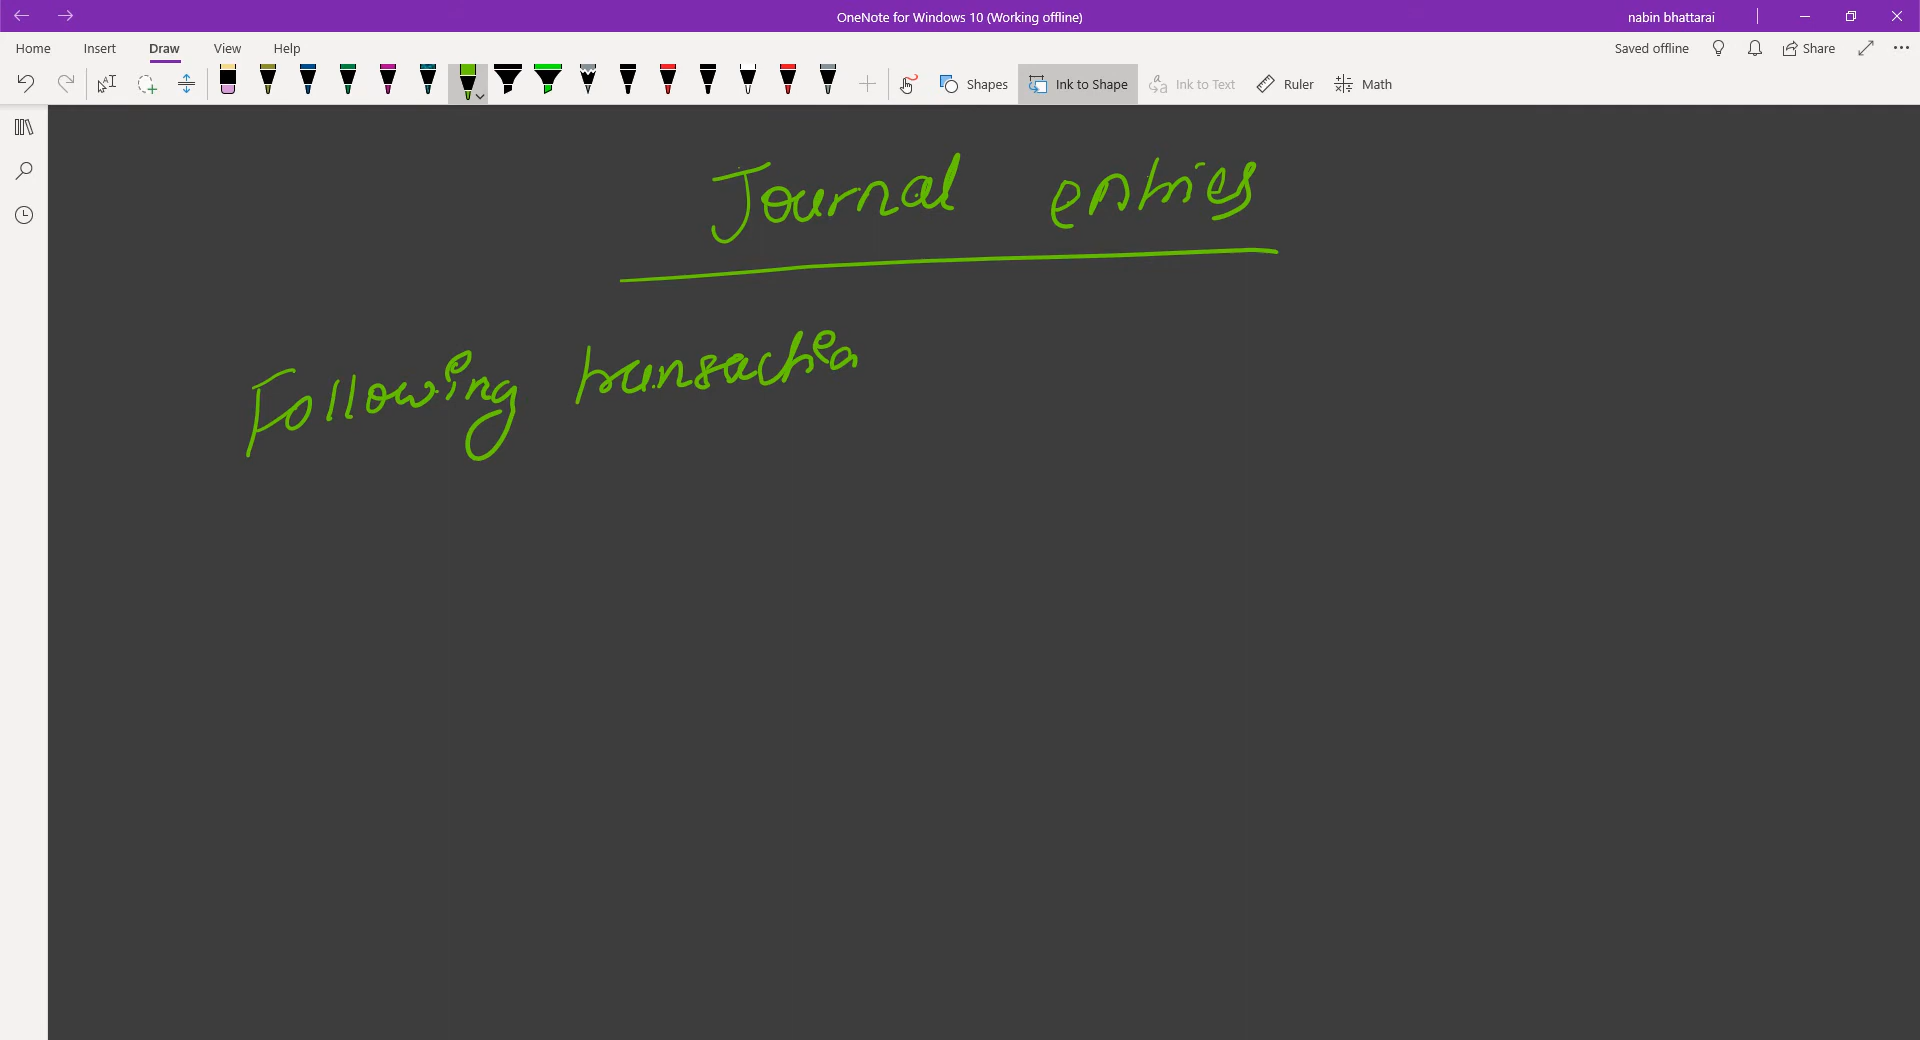 OneNote for Windows 10 (Working offline)
nabin bhattarai
Home Insert Draw View Help
Saved offline
Share
Shapes
Ink to Shape
Ink to Text
Ruler
Math
Journal entries
Following transaction